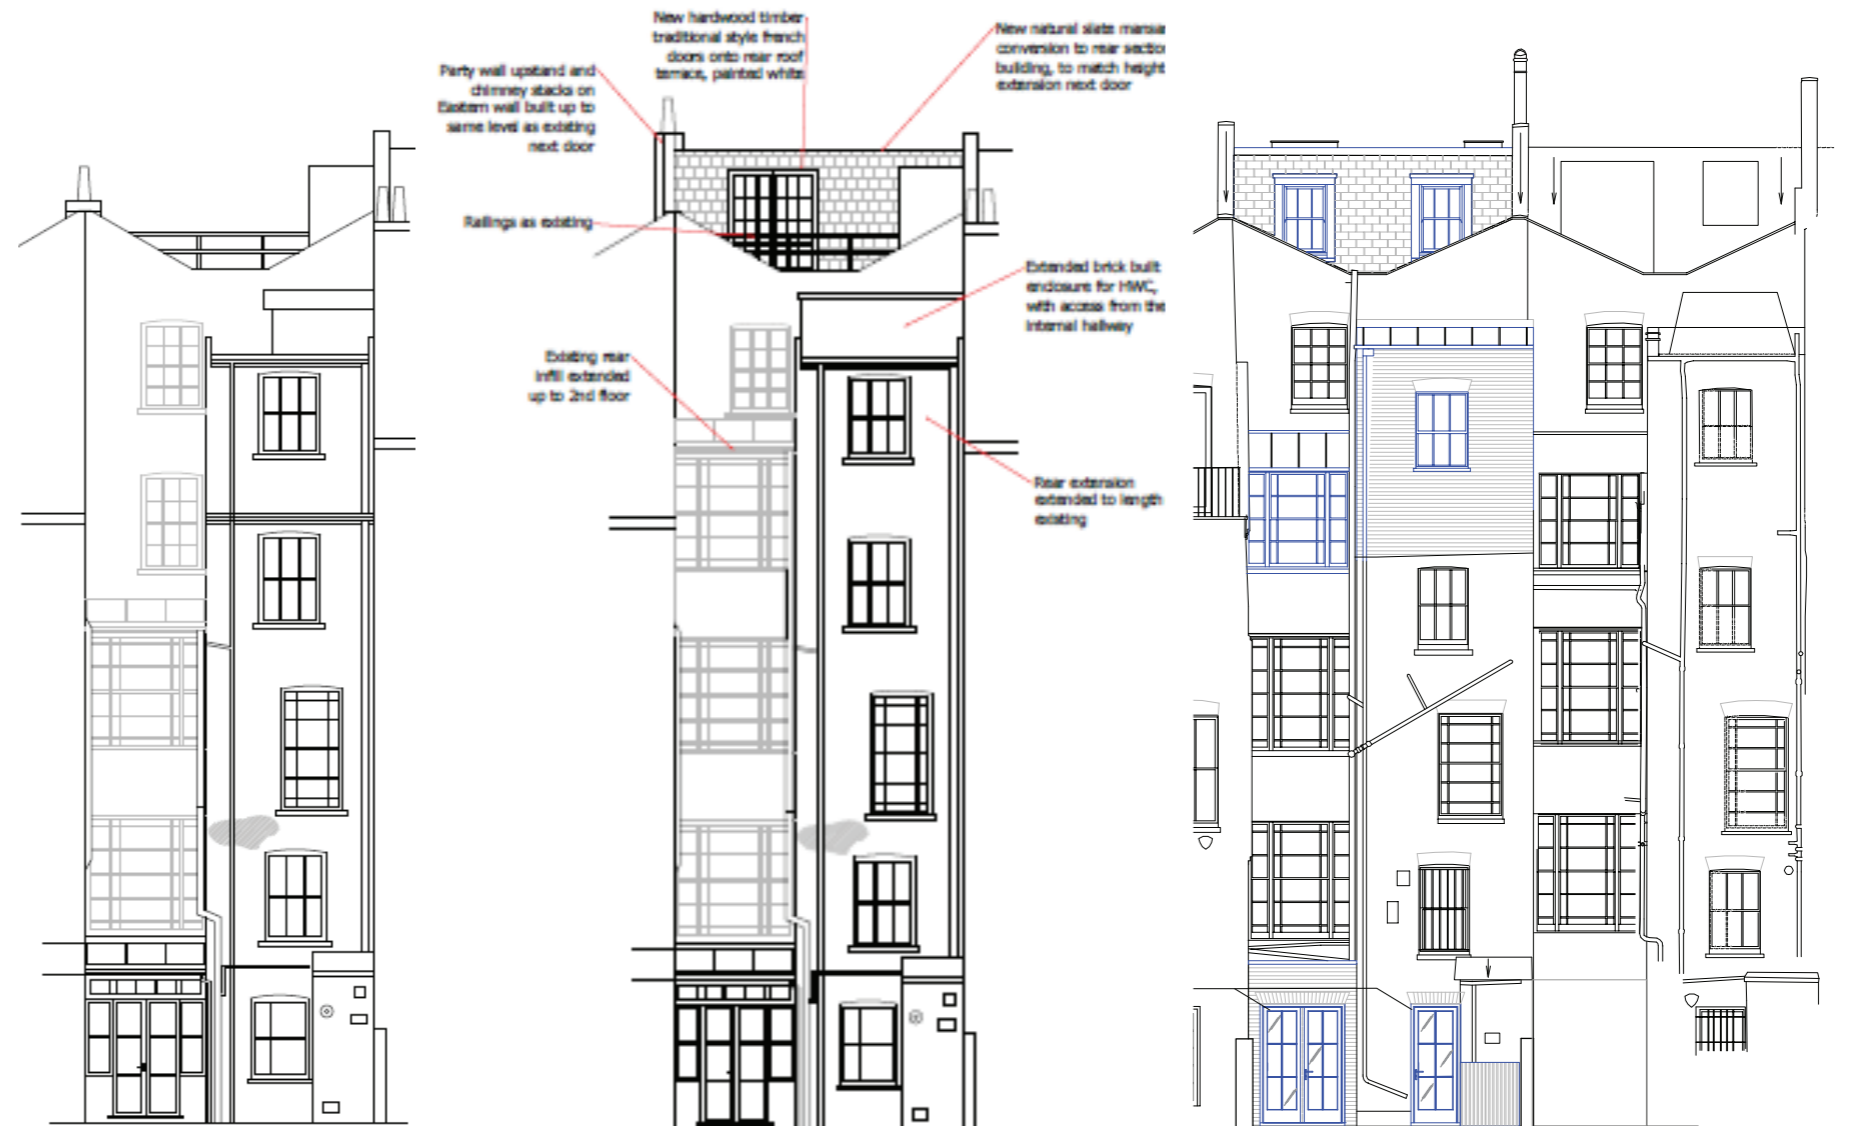 New hardwood timber
traditional style french
doors onto rear roof
terrace, painted white
New natural slate mansa
conversion to rear sectio
building, to match height
extension next door
Party wall upstand and
chimney stacks on
Eastern wall built up to
same level as existing
next door
Railings as existing
Extended brick built
enclosure for HWC,
with access from the
internal hallway
Existing rear
infill extended
up to 2nd floor
Rear extension
extended to length
existing